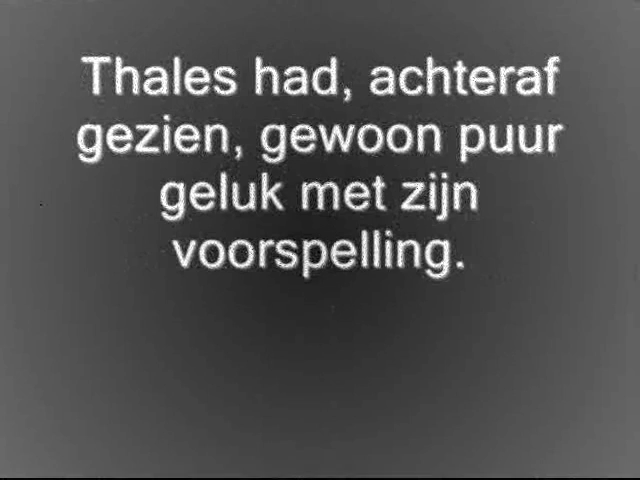 Thales had, achteraf
gezien, gewoon puur
geluk met zijn
voorspelling.